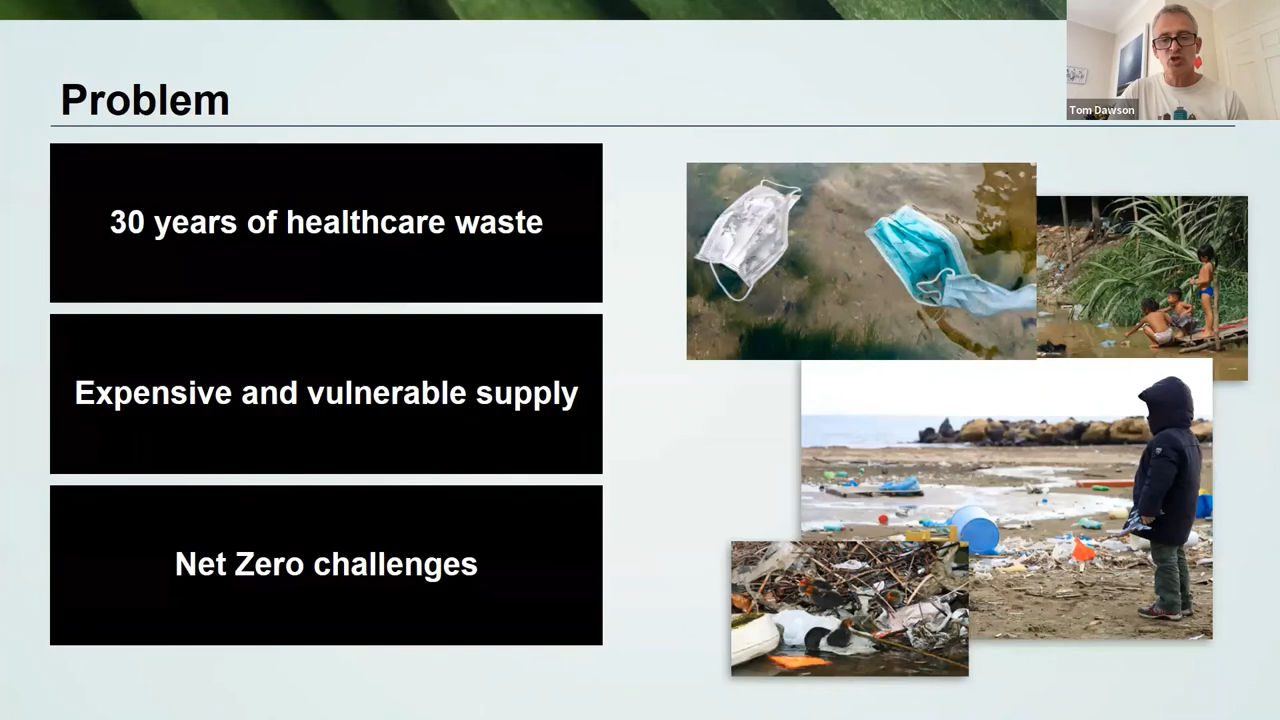 Problem
Tom Dawson
30 years of healthcare waste
Expensive and vulnerable supply
Net Zero challenges